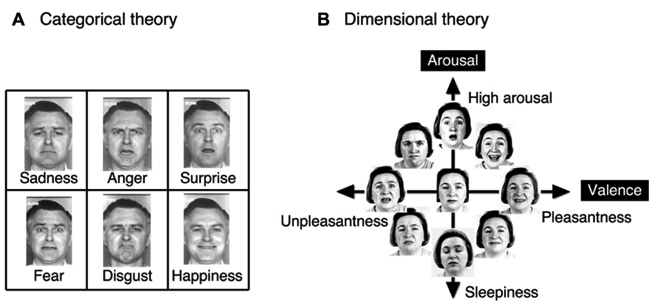 A Categorical theory
Sadness Anger Surprise
Fear Disgust Happiness
B Dimensional theory
Arousal
High arousal
Valence
Unpleasantness
Pleasantness
Sleepiness